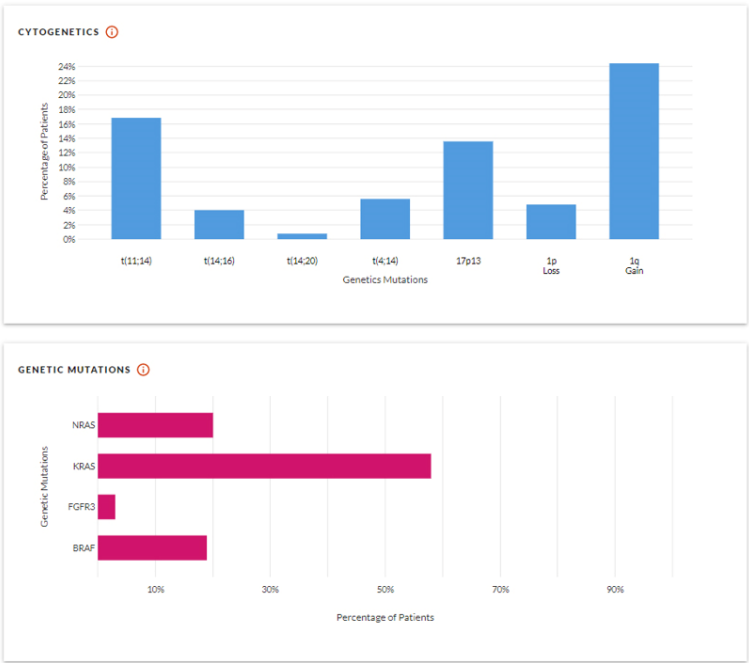 CYTOGENETICS
Percentage of Patients
24%
22%
20%
18%
16%
14%
12%
10%
8%
6%
4%
2%
0%
t(11;14) t(14;16) t(14;20) t(4;14) 17p13 1p Loss 1q Gain
Genetics Mutations
GENETIC MUTATIONS
Genetic Mutations
NRAS
KRAS
FGFR3
BRAF
10% 30% 50% 70% 90%
Percentage of Patients